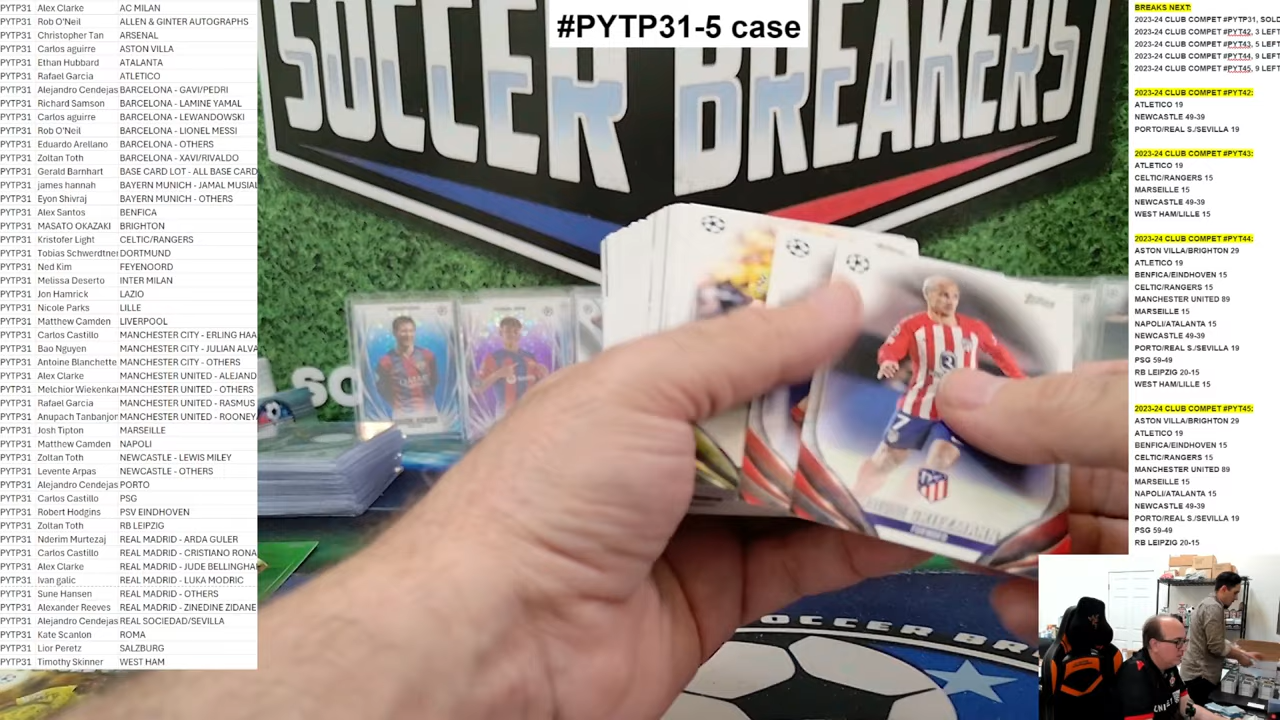 #PYTP31-5 case
SOCCER
BREAKERS
PYTP31 Alex Clarke AC MILAN
PYTP31 Rob O'Neil ALLEN & GINTER AUTOGRAPHS
PYTP31 Christopher Tan ARSENAL
PYTP31 Carlos aguirre ASTON VILLA
PYTP31 Ethan Hubbard ATALANTA
PYTP31 Rafael Garcia ATLETICO
PYTP31 Alejandro Cendejas BARCELONA - GAVI/PEDRI
PYTP31 Richard Samson BARCELONA - LAMINE YAMAL
PYTP31 Carlos aguirre BARCELONA - LEWANDOWSKI
PYTP31 Rob O'Neil BARCELONA - LIONEL MESSI
PYTP31 Eduardo Arellano BARCELONA - OTHERS
PYTP31 Zoltan Toth BARCELONA - XAVI/RIVALDO
PYTP31 Gerald Barnhart BASE CARD LOT - ALL BASE CARD
PYTP31 james hannah BAYERN MUNICH - JAMAL MUSIAL
PYTP31 Eyon Shivraj BAYERN MUNICH - OTHERS
PYTP31 Alex Santos BENFICA
PYTP31 MASATO OKAZAKI BRIGHTON
PYTP31 Kristofer Light CELTIC/RANGERS
PYTP31 Tobias Schwerdtner DORTMUND
PYTP31 Ned Kim FEYENOORD
PYTP31 Melissa Deserto INTER MILAN
PYTP31 Jon Hamrick LAZIO
PYTP31 Nicole Parks LILLE
PYTP31 Matthew Camden LIVERPOOL
PYTP31 Carlos Castillo MANCHESTER CITY - ERLING HAA
PYTP31 Bao Nguyen MANCHESTER CITY - JULIAN ALVA
PYTP31 Antoine Blanchette MANCHESTER CITY - OTHERS
PYTP31 Alex Clarke MANCHESTER UNITED - ALEJAND
PYTP31 Melchior Wiekenkar MANCHESTER UNITED - OTHERS
PYTP31 Rafael Garcia MANCHESTER UNITED - RASMUS
PYTP31 Anupach Tanbanjor MANCHESTER UNITED - ROONEY
PYTP31 Josh Tipton MARSEILLE
PYTP31 Matthew Camden NAPOLI
PYTP31 Zoltan Toth NEWCASTLE - LEWIS MILEY
PYTP31 Levente Arpas NEWCASTLE - OTHERS
PYTP31 Alejandro Cendejas PORTO
PYTP31 Carlos Castillo PSG
PYTP31 Robert Hodgins PSV EINDHOVEN
PYTP31 Zoltan Toth RB LEIPZIG
PYTP31 Nderim Murtezaj REAL MADRID - ARDA GULER
PYTP31 Carlos Castillo REAL MADRID - CRISTIANO RONA
PYTP31 Alex Clarke REAL MADRID - JUDE BELLINGHA
PYTP31 Ivan galic REAL MADRID - LUKA MODRIC
PYTP31 Sune Hansen REAL MADRID - OTHERS
PYTP31 Alexander Reeves REAL MADRID - ZINEDINE ZIDANE
PYTP31 Alejandro Cendejas REAL SOCIEDAD/SEVILLA
PYTP31 Kate Scanlon ROMA
PYTP31 Lior Peretz SALZBURG
PYTP31 Timothy Skinner WEST HAM
BREAKS NEXT:
2023-24 CLUB COMPET #PYTP31, SOLD
2023-24 CLUB COMPET #PYT42, 3 LEFT
2023-24 CLUB COMPET #PYT43, 5 LEFT
2023-24 CLUB COMPET #PYT44, 9 LEFT
2023-24 CLUB COMPET #PYT45, 9 LEFT
2023-24 CLUB COMPET #PYT42:
ATLETICO 19
NEWCASTLE 49-39
PORTO/REAL S./SEVILLA 19
2023-24 CLUB COMPET #PYT43:
ATLETICO 19
CELTIC/RANGERS 15
MARSEILLE 15
NEWCASTLE 49-39
WEST HAM/LILLE 15
2023-24 CLUB COMPET #PYT44:
ASTON VILLA/BRIGHTON 29
ATLETICO 19
BENFICA/EINDHOVEN 15
CELTIC/RANGERS 15
MANCHESTER UNITED 89
MARSEILLE 15
NAPOLI/ATALANTA 15
NEWCASTLE 49-39
PORTO/REAL S./SEVILLA 19
PSG 59-49
RB LEIPZIG 20-15
WEST HAM/LILLE 15
2023-24 CLUB COMPET #PYT45:
ASTON VILLA/BRIGHTON 29
ATLETICO 19
BENFICA/EINDHOVEN 15
CELTIC/RANGERS 15
MANCHESTER UNITED 89
MARSEILLE 15
NAPOLI/ATALANTA 15
NEWCASTLE 49-39
PORTO/REAL S./SEVILLA 19
PSG 59-49
RB LEIPZIG 20-15
OCCER BR